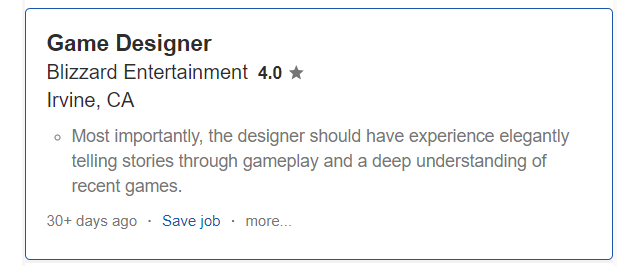 Game Designer
Blizzard Entertainment 4.0 ★
Irvine, CA
○ Most importantly, the designer should have experience elegantly
telling stories through gameplay and a deep understanding of
recent games.
30+ days ago · Save job · more...